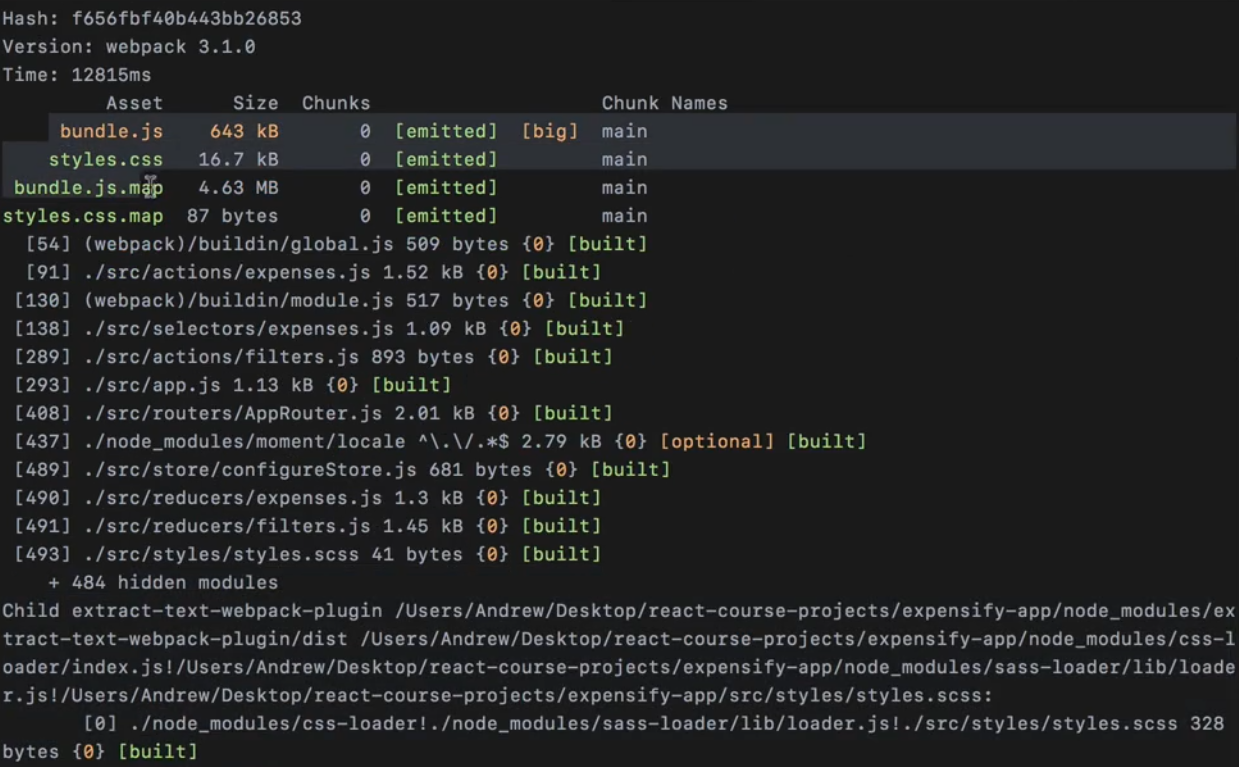 Hash: f656fbf40b443bb26853
Version: webpack 3.1.0
Time: 12815ms
Asset Size Chunks Chunk Names
bundle.js 643 kB 0 [emitted] [big] main
styles.css 16.7 kB 0 [emitted] main
bundle.js.map 4.63 MB 0 [emitted] main
styles.css.map 87 bytes 0 [emitted] main
[54] (webpack)/buildin/global.js 509 bytes {0} [built]
[91] ./src/actions/expenses.js 1.52 kB {0} [built]
[130] (webpack)/buildin/module.js 517 bytes {0} [built]
[138] ./src/selectors/expenses.js 1.09 kB {0} [built]
[289] ./src/actions/filters.js 893 bytes {0} [built]
[293] ./src/app.js 1.13 kB {0} [built]
[408] ./src/routers/AppRouter.js 2.01 kB {0} [built]
[437] ./node_modules/moment/locale ^\.\/.*$ 2.79 kB {0} [optional] [built]
[489] ./src/store/configureStore.js 681 bytes {0} [built]
[490] ./src/reducers/expenses.js 1.3 kB {0} [built]
[491] ./src/reducers/filters.js 1.45 kB {0} [built]
[493] ./src/styles/styles.scss 41 bytes {0} [built]
+ 484 hidden modules
Child extract-text-webpack-plugin /Users/Andrew/Desktop/react-course-projects/expensify-app/node_modules/ex
tract-text-webpack-plugin/dist /Users/Andrew/Desktop/react-course-projects/expensify-app/node_modules/css-l
oader/index.js!/Users/Andrew/Desktop/react-course-projects/expensify-app/node_modules/sass-loader/lib/loade
r.js!/Users/Andrew/Desktop/react-course-projects/expensify-app/src/styles/styles.scss:
[0] ./node_modules/css-loader!./node_modules/sass-loader/lib/loader.js!./src/styles/styles.scss 328
bytes {0} [built]